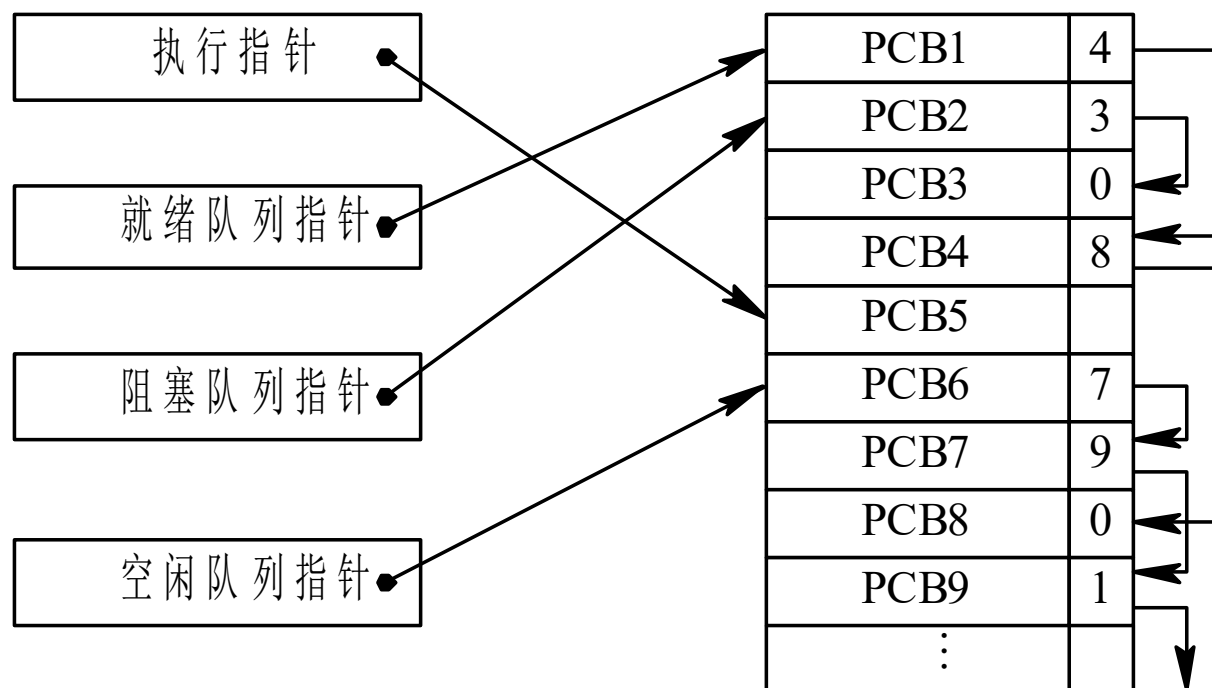 执行指针
就绪队列指针
阻塞队列指针
空闲队列指针
PCB1 4
PCB2 3
PCB3 0
PCB4 8
PCB5
PCB6 7
PCB7 9
PCB8 0
PCB9 1
⋮